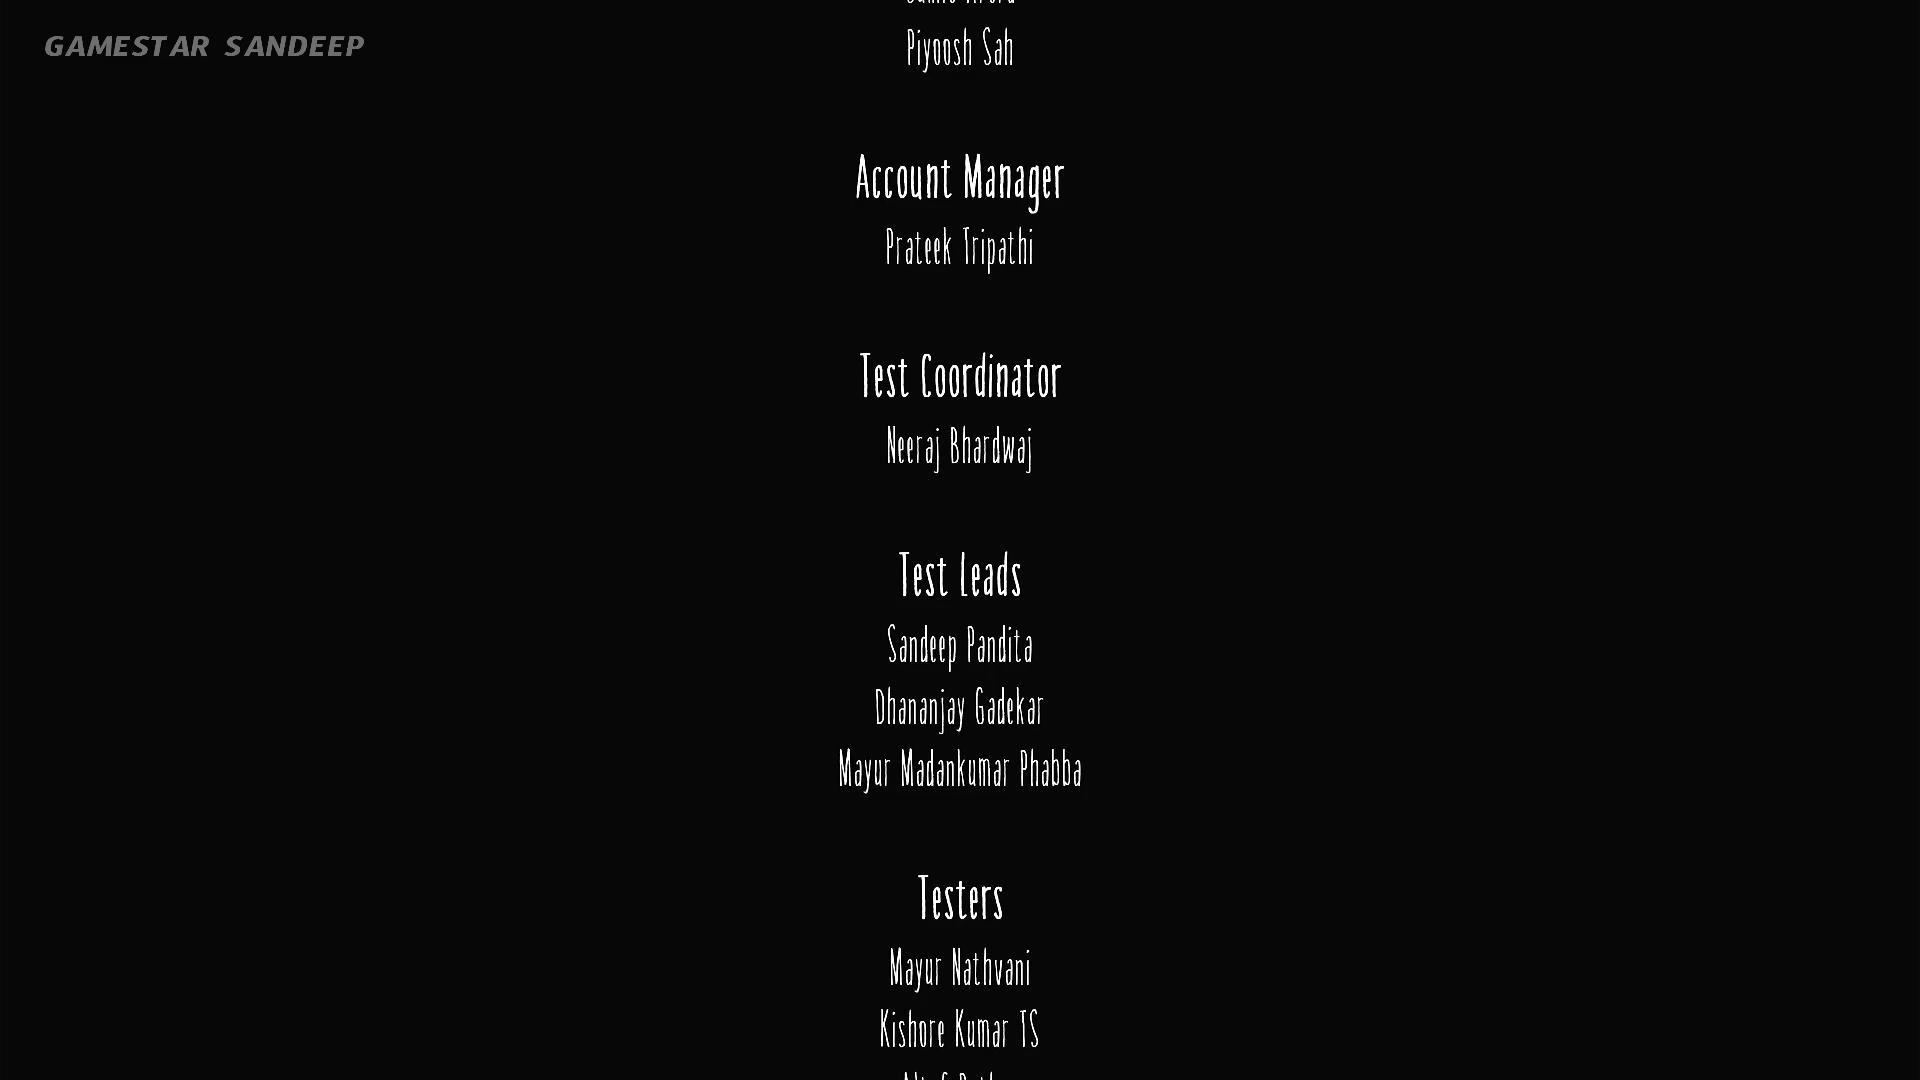 GAMESTAR SANDEEP
Piyoosh Sah
Account Manager
Prateek Tripathi
Test Coordinator
Neeraj Bhardwaj
Test Leads
Sandeep Pandita
Dhananjay Gadekar
Mayur Madankumar Phabba
Testers
Mayur Nathvani
Kishore Kumar TS